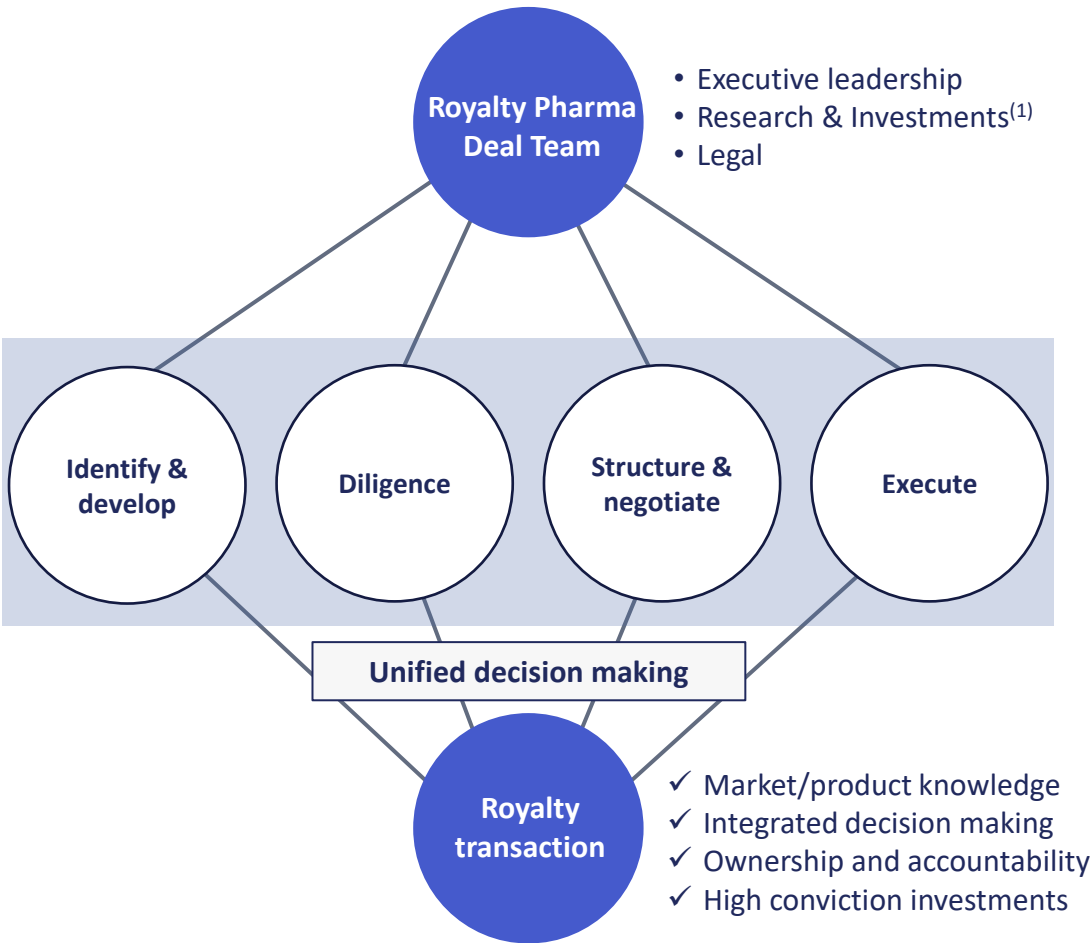 Royalty Pharma
Deal Team
• Executive leadership
• Research & Investments(1)
• Legal
Identify &
develop
Diligence
Structure &
negotiate
Execute
Unified decision making
Royalty
transaction
✓ Market/product knowledge
✓ Integrated decision making
✓ Ownership and accountability
✓ High conviction investments